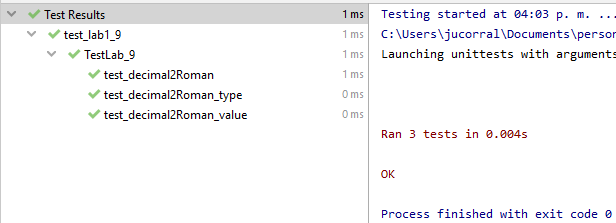 Test Results 1 ms
test_lab1_9 1 ms
TestLab_9 1 ms
test_decimal2Roman 1 ms
test_decimal2Roman_type 0 ms
test_decimal2Roman_value 0 ms
Testing started at 04:03 p. m. ...
C:\Users\jucorral\Documents\person
Launching unittests with arguments
Ran 3 tests in 0.004s
OK
Process finished with exit code 0